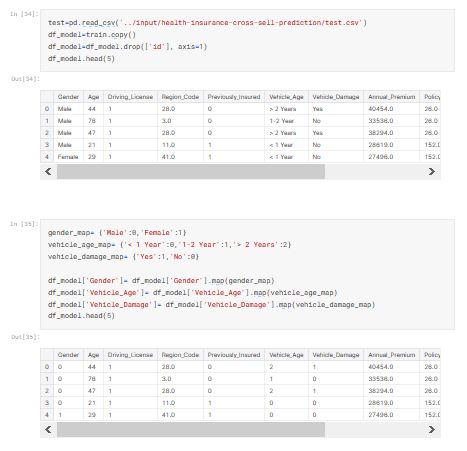 In [34]:
test=pd.read_csv('../input/health-insurance-cross-sell-prediction/test.csv')
df_model=train.copy()
df_model=df_model.drop(['id'], axis=1)
df_model.head(5)
Out[34]:
Gender Age Driving_License Region_Code Previously_Insured Vehicle_Age Vehicle_Damage Annual_Premium Policy
0 Male 44 1 28.0 0 > 2 Years Yes 40454.0 26.0
1 Male 76 1 3.0 0 1-2 Year No 33536.0 26.0
2 Male 47 1 28.0 0 > 2 Years Yes 38294.0 26.0
3 Male 21 1 11.0 1 < 1 Year No 28619.0 152.0
4 Female 29 1 41.0 1 < 1 Year No 27496.0 152.0
In [35]:
gender_map= {'Male':0,'Female':1}
vehicle_age_map= {'< 1 Year':0,'1-2 Year':1,'> 2 Years':2}
vehicle_damage_map= {'Yes':1,'No':0}
df_model['Gender']= df_model['Gender'].map(gender_map)
df_model['Vehicle_Age']= df_model['Vehicle_Age'].map(vehicle_age_map)
df_model['Vehicle_Damage']= df_model['Vehicle_Damage'].map(vehicle_damage_map)
df_model.head(5)
Out[35]:
Gender Age Driving_License Region_Code Previously_Insured Vehicle_Age Vehicle_Damage Annual_Premium Policy
0 0 44 1 28.0 0 2 1 40454.0 26.0
1 0 76 1 3.0 0 1 0 33536.0 26.0
2 0 47 1 28.0 0 2 1 38294.0 26.0
3 0 21 1 11.0 1 0 0 28619.0 152.0
4 1 29 1 41.0 1 0 0 27496.0 152.0